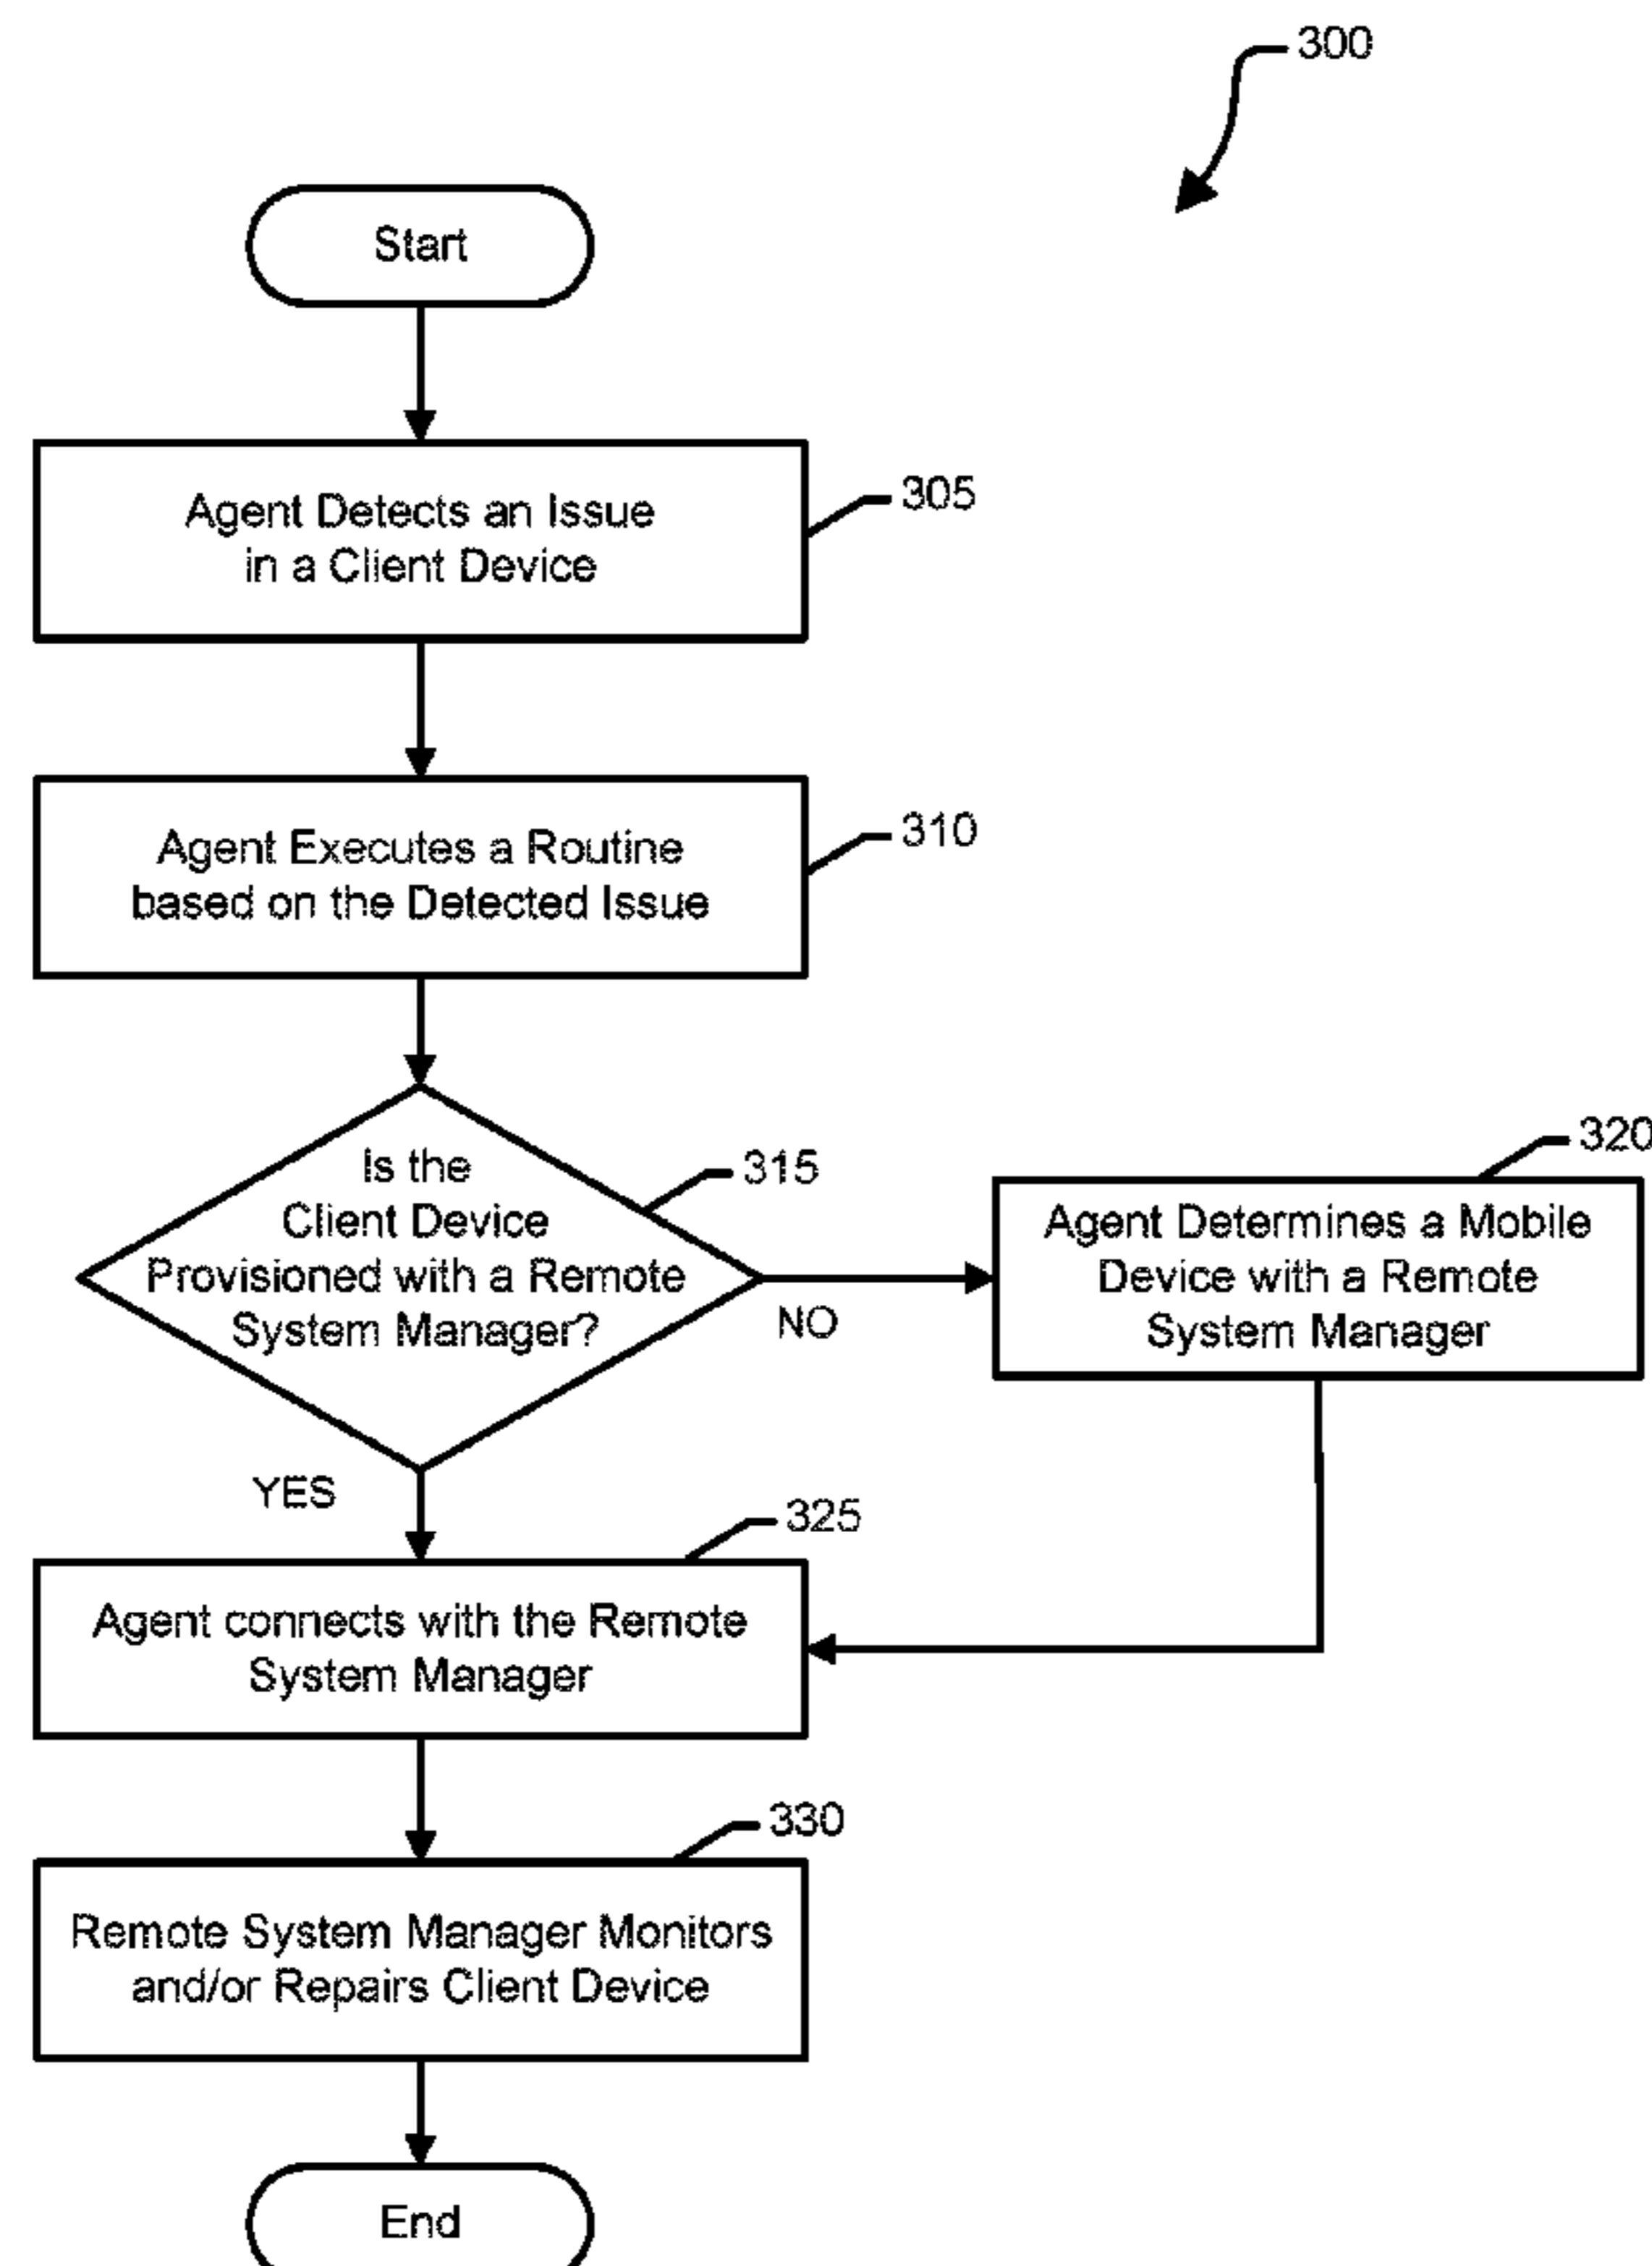 300
Start
Agent Detects an Issue
in a Client Device
305
Agent Executes a Routine
based on the Detected Issue
310
Is the
Client Device
Provisioned with a Remote
System Manager?
315
NO
320
Agent Determines a Mobile
Device with a Remote
System Manager
YES
325
Agent connects with the Remote
System Manager
330
Remote System Manager Monitors
and/or Repairs Client Device
End